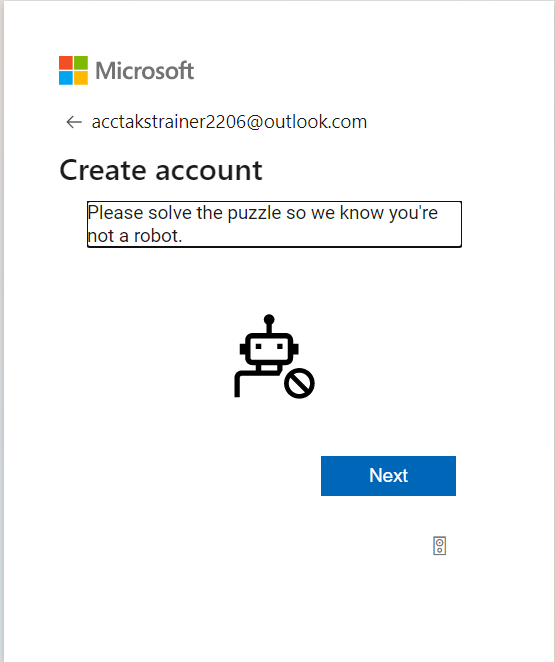 Microsoft
acctakstrainer2206@outlook.com
Create account
Please solve the puzzle so we know you're
not a robot.
Next